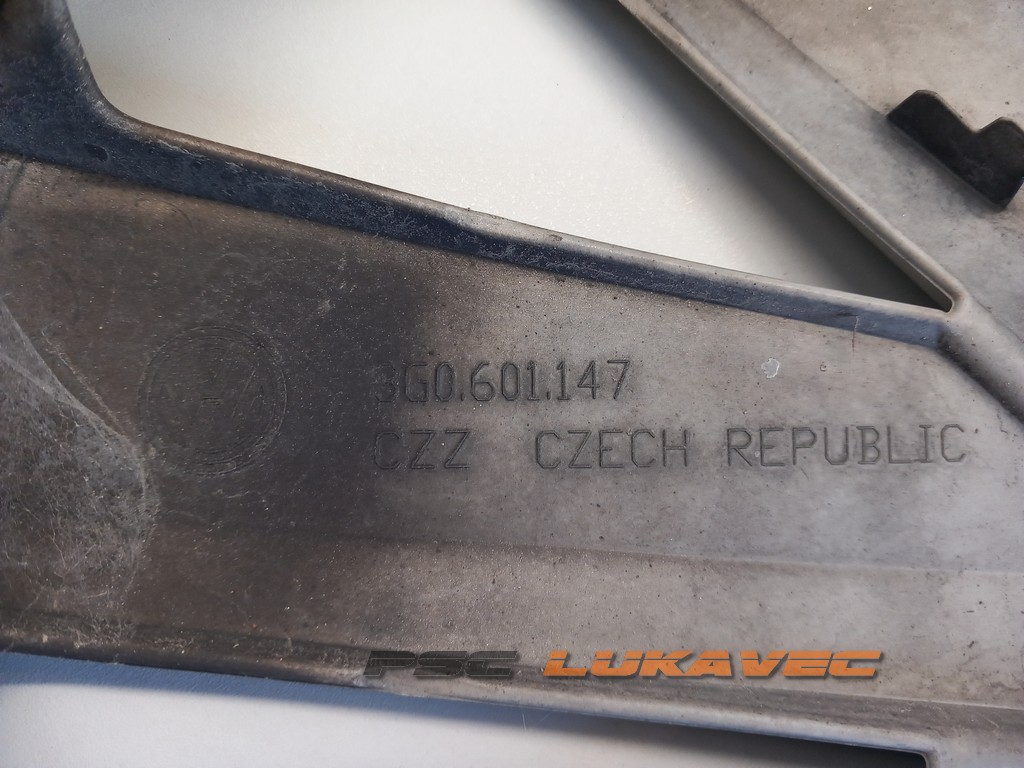 3G0.601.147
CZZ CZECH REPUBLIC
PSC LUKAVEC